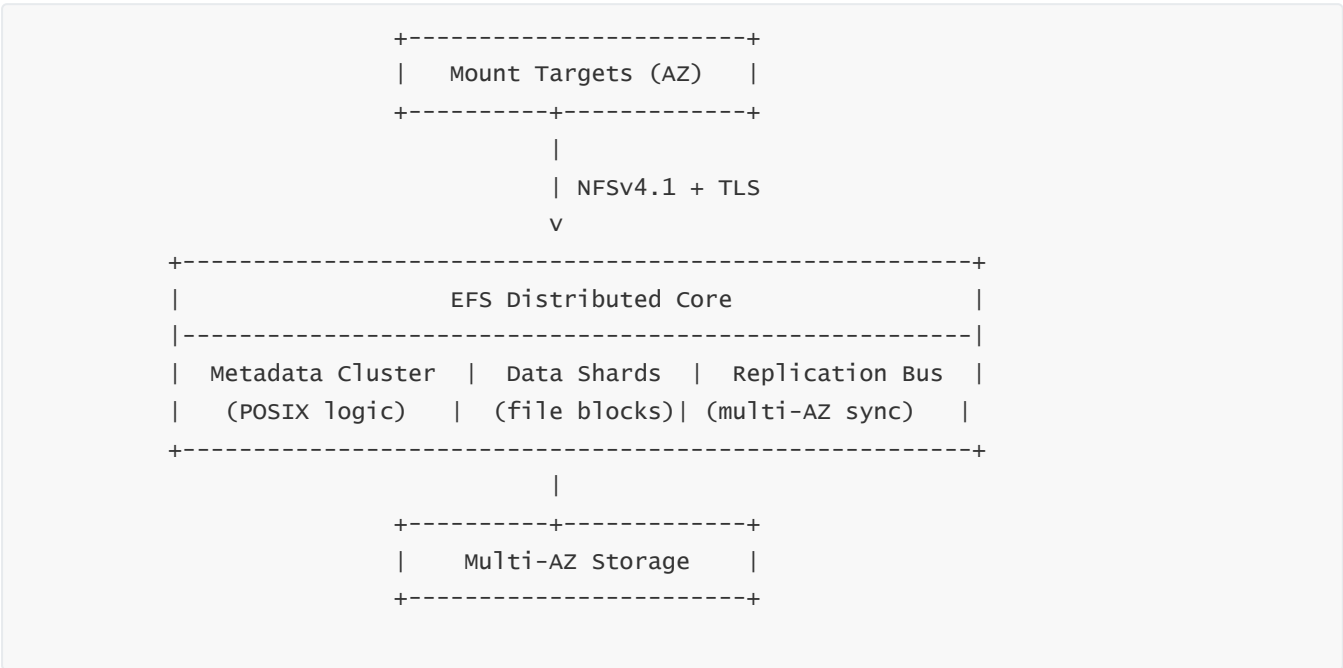 +------------------------+
|   Mount Targets (AZ)   |
+----------+-------------+
|
| NFSv4.1 + TLS
v
+--------------------------------------------------------+
|                   EFS Distributed Core                 |
|--------------------------------------------------------|
|  Metadata Cluster  |  Data Shards  |  Replication Bus  |
|   (POSIX logic)   |  (file blocks)| (multi-AZ sync)   |
+--------------------------------------------------------+
|
+----------+-------------+
|    Multi-AZ Storage    |
+------------------------+